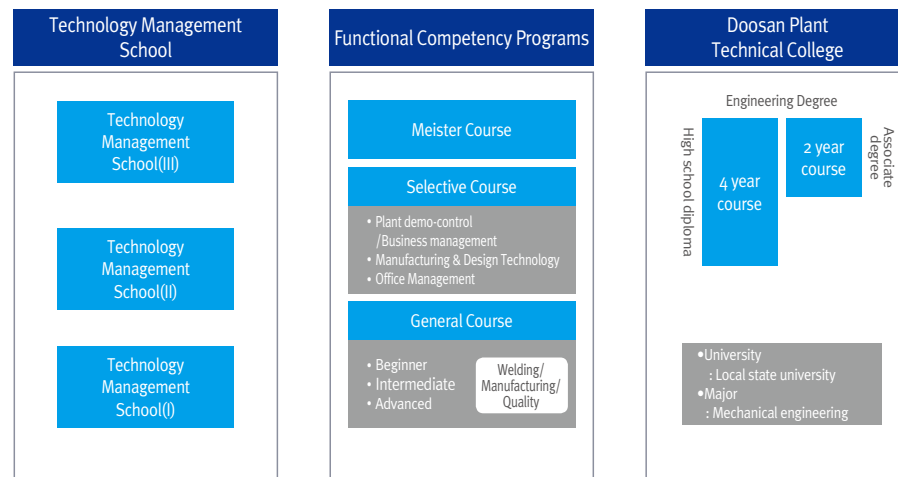 Technology Management
School
Technology
Management
School(III)
Technology
Management
School(II)
Technology
Management
School(I)
Functional Competency Programs
Meister Course
Selective Course
• Plant demo-control
/Business management
• Manufacturing & Design Technology
• Office Management
General Course
• Beginner
• Intermediate
• Advanced
Welding/
Manufacturing/
Quality
Doosan Plant
Technical College
Engineering Degree
High school diploma
4 year
course
2 year
course
Associate
degree
•University
: Local state university
•Major
: Mechanical engineering